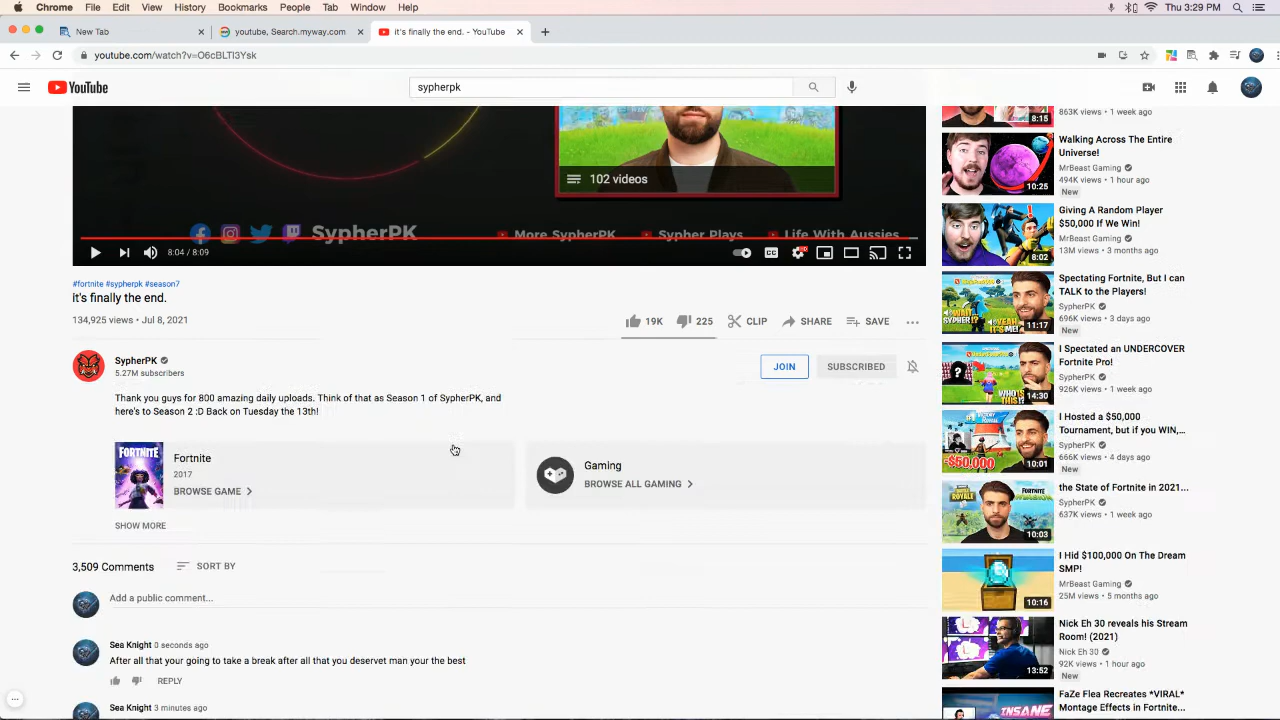 Chrome File Edit View History Bookmarks People Tab Window Help
Thu 3:29 PM
New Tab
youtube, Search.myway.com
it's finally the end. - YouTube
youtube.com/watch?v=O6cBLTl3Ysk
YouTube
sypherpk
102 videos
SypherPK
More SypherPK
Sypher Plays
Life With Aussies
8:04 / 8:09
CC
HD
#fortnite #sypherpk #season7
it's finally the end.
134,925 views • Jul 8, 2021
19K
225
CLIP
SHARE
SAVE
SypherPK
5.27M subscribers
JOIN
SUBSCRIBED
Thank you guys for 800 amazing daily uploads. Think of that as Season 1 of SypherPK, and
here's to Season 2 :D Back on Tuesday the 13th!!
FORTNITE
Fortnite
2017
BROWSE GAME
Gaming
BROWSE ALL GAMING
SHOW MORE
3,509 Comments
SORT BY
Add a public comment...
Sea Knight 0 seconds ago
After all that your going to take a break after all that you deservet man your the best
REPLY
Sea Knight 3 minutes ago
8:15
863K views • 1 week ago
10:25
Walking Across The Entire
Universe!
MrBeast Gaming
494K views • 1 hour ago
New
8:02
Giving A Random Player
$50,000 If We Win!
MrBeast Gaming
13M views • 3 months ago
11:17
Spectating Fortnite, But I can
TALK to the Players!
SypherPK
696K views • 3 days ago
New
WHO'S
THIS!?
14:30
I Spectated an UNDERCOVER
Fortnite Pro!
SypherPK
926K views • 1 week ago
-$50,000
10:01
I Hosted a $50,000
Tournament, but if you WIN,...
SypherPK
666K views • 4 days ago
New
ROYALE
FORTNITE
10:03
the State of Fortnite in 2021...
SypherPK
637K views • 1 week ago
10:16
I Hid $100,000 On The Dream
SMP!
MrBeast Gaming
25M views • 5 months ago
13:52
Nick Eh 30 reveals his Stream
Room! (2021)
Nick Eh 30
92K views • 1 hour ago
New
INSANE
FaZe Flea Recreates *VIRAL*
Montage Effects in Fortnite...